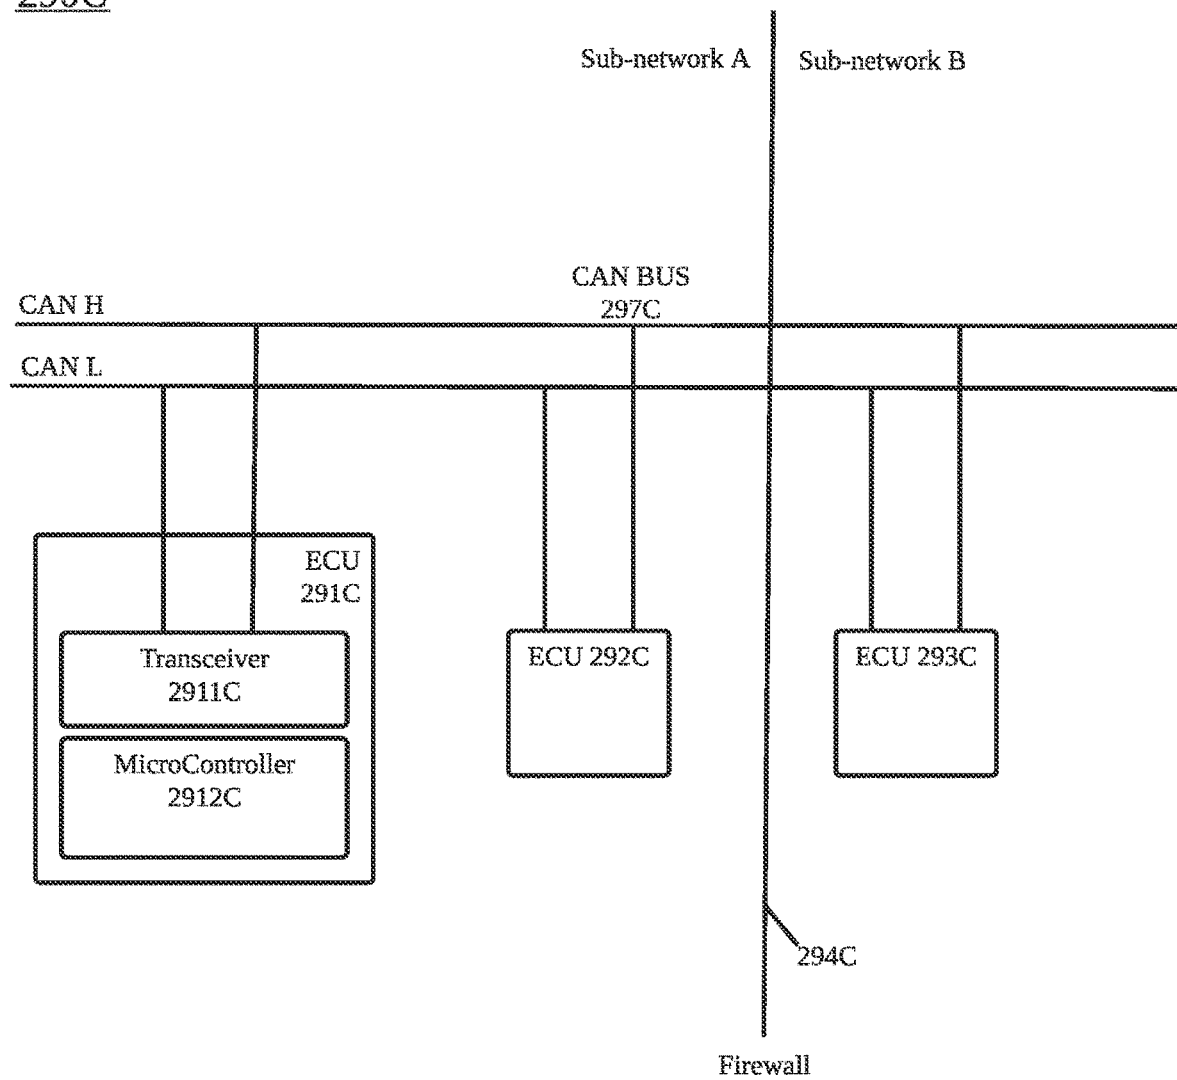 290C
Sub-network A
Sub-network B
CAN BUS
297C
CAN H
CAN L
ECU
291C
Transceiver
2911C
MicroController
2912C
ECU 292C
ECU 293C
294C
Firewall